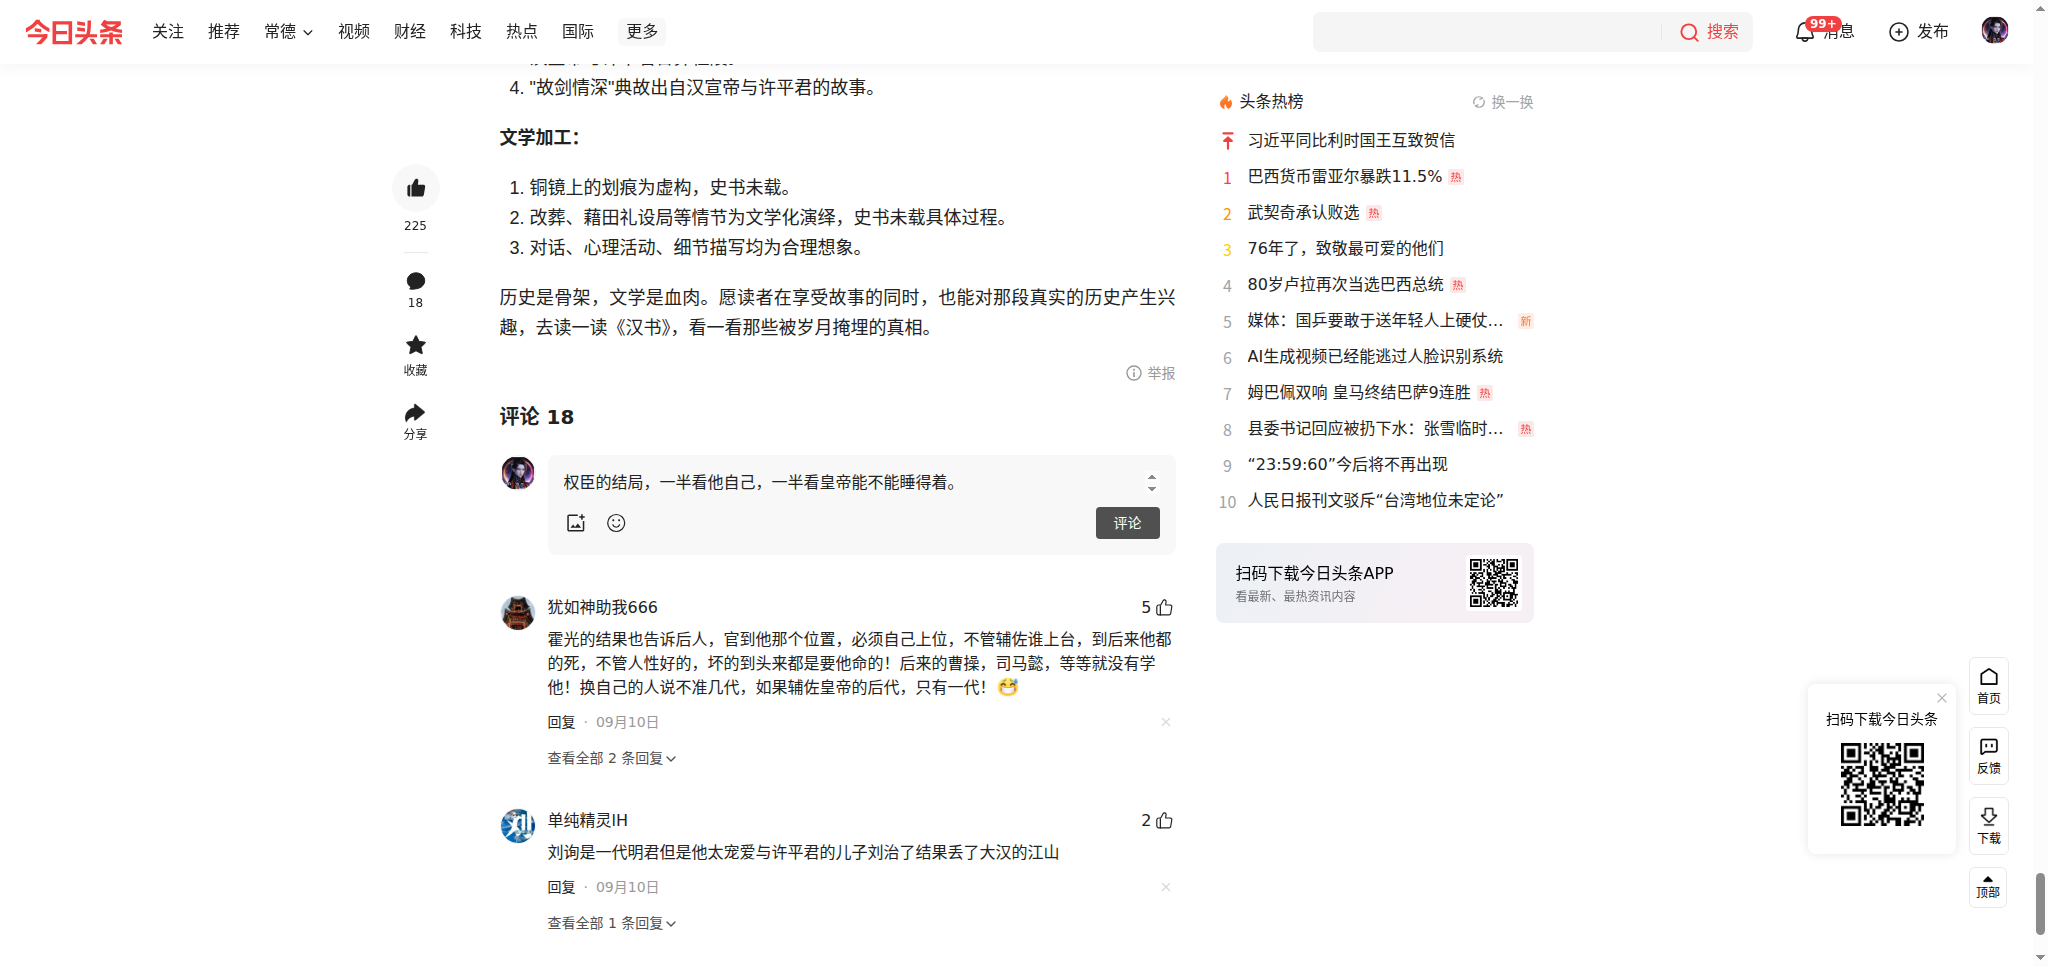 今日头条
关注 推荐 常德 视频 财经 科技 热点 国际 更多
搜索
99+
消息
发布
4. "故剑情深"典故出自汉宣帝与许平君的故事。
文学加工：
1. 铜镜上的划痕为虚构，史书未载。
2. 改葬、藉田礼设局等情节为文学化演绎，史书未载具体过程。
3. 对话、心理活动、细节描写均为合理想象。
历史是骨架，文学是血肉。愿读者在享受故事的同时，也能对那段真实的历史产生兴
趣，去读一读《汉书》，看一看那些被岁月掩埋的真相。
举报
225
18
收藏
分享
评论 18
权臣的结局，一半看他自己，一半看皇帝能不能睡得着。
评论
犹如神助我666
5
霍光的结果也告诉后人，官到他那个位置，必须自己上位，不管辅佐谁上台，到后来他都
的死，不管人性好的，坏的到头来都是要他命的！后来的曹操，司马懿，等等就没有学
他！换自己的人说不准几代，如果辅佐皇帝的后代，只有一代！😅
回复 · 09月10日
查看全部 2 条回复
单纯精灵IH
2
刘询是一代明君但是他太宠爱与许平君的儿子刘治了结果丢了大汉的江山
回复 · 09月10日
查看全部 1 条回复
头条热榜
换一换
习近平同比利时国王互致贺信
1 巴西货币雷亚尔暴跌11.5% 热
2 武契奇承认败选 热
3 76年了，致敬最可爱的他们
4 80岁卢拉再次当选巴西总统 热
5 媒体：国乒要敢于送年轻人上硬仗... 新
6 AI生成视频已经能逃过人脸识别系统
7 姆巴佩双响 皇马终结巴萨9连胜 热
8 县委书记回应被扔下水：张雪临时... 热
9 “23:59:60”今后将不再出现
10 人民日报刊文驳斥“台湾地位未定论”
扫码下载今日头条APP
看最新、最热资讯内容
扫码下载今日头条
首页
反馈
下载
顶部